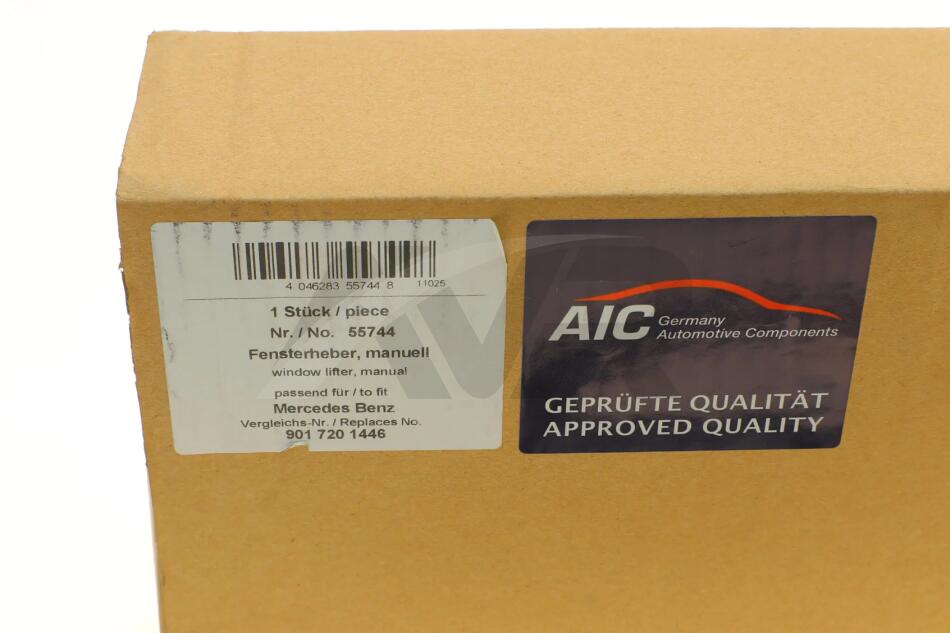 4 046283 55744 8 11025
1 Stück / piece
Nr. / No. 55744
Fensterheber, manuell
window lifter, manual
passend für / to fit
Mercedes Benz
Vergleichs-Nr. / Replaces No.
901 720 1446
AIC Germany
Automotive Components
GEPRÜFTE QUALITÄT
APPROVED QUALITY
AVR